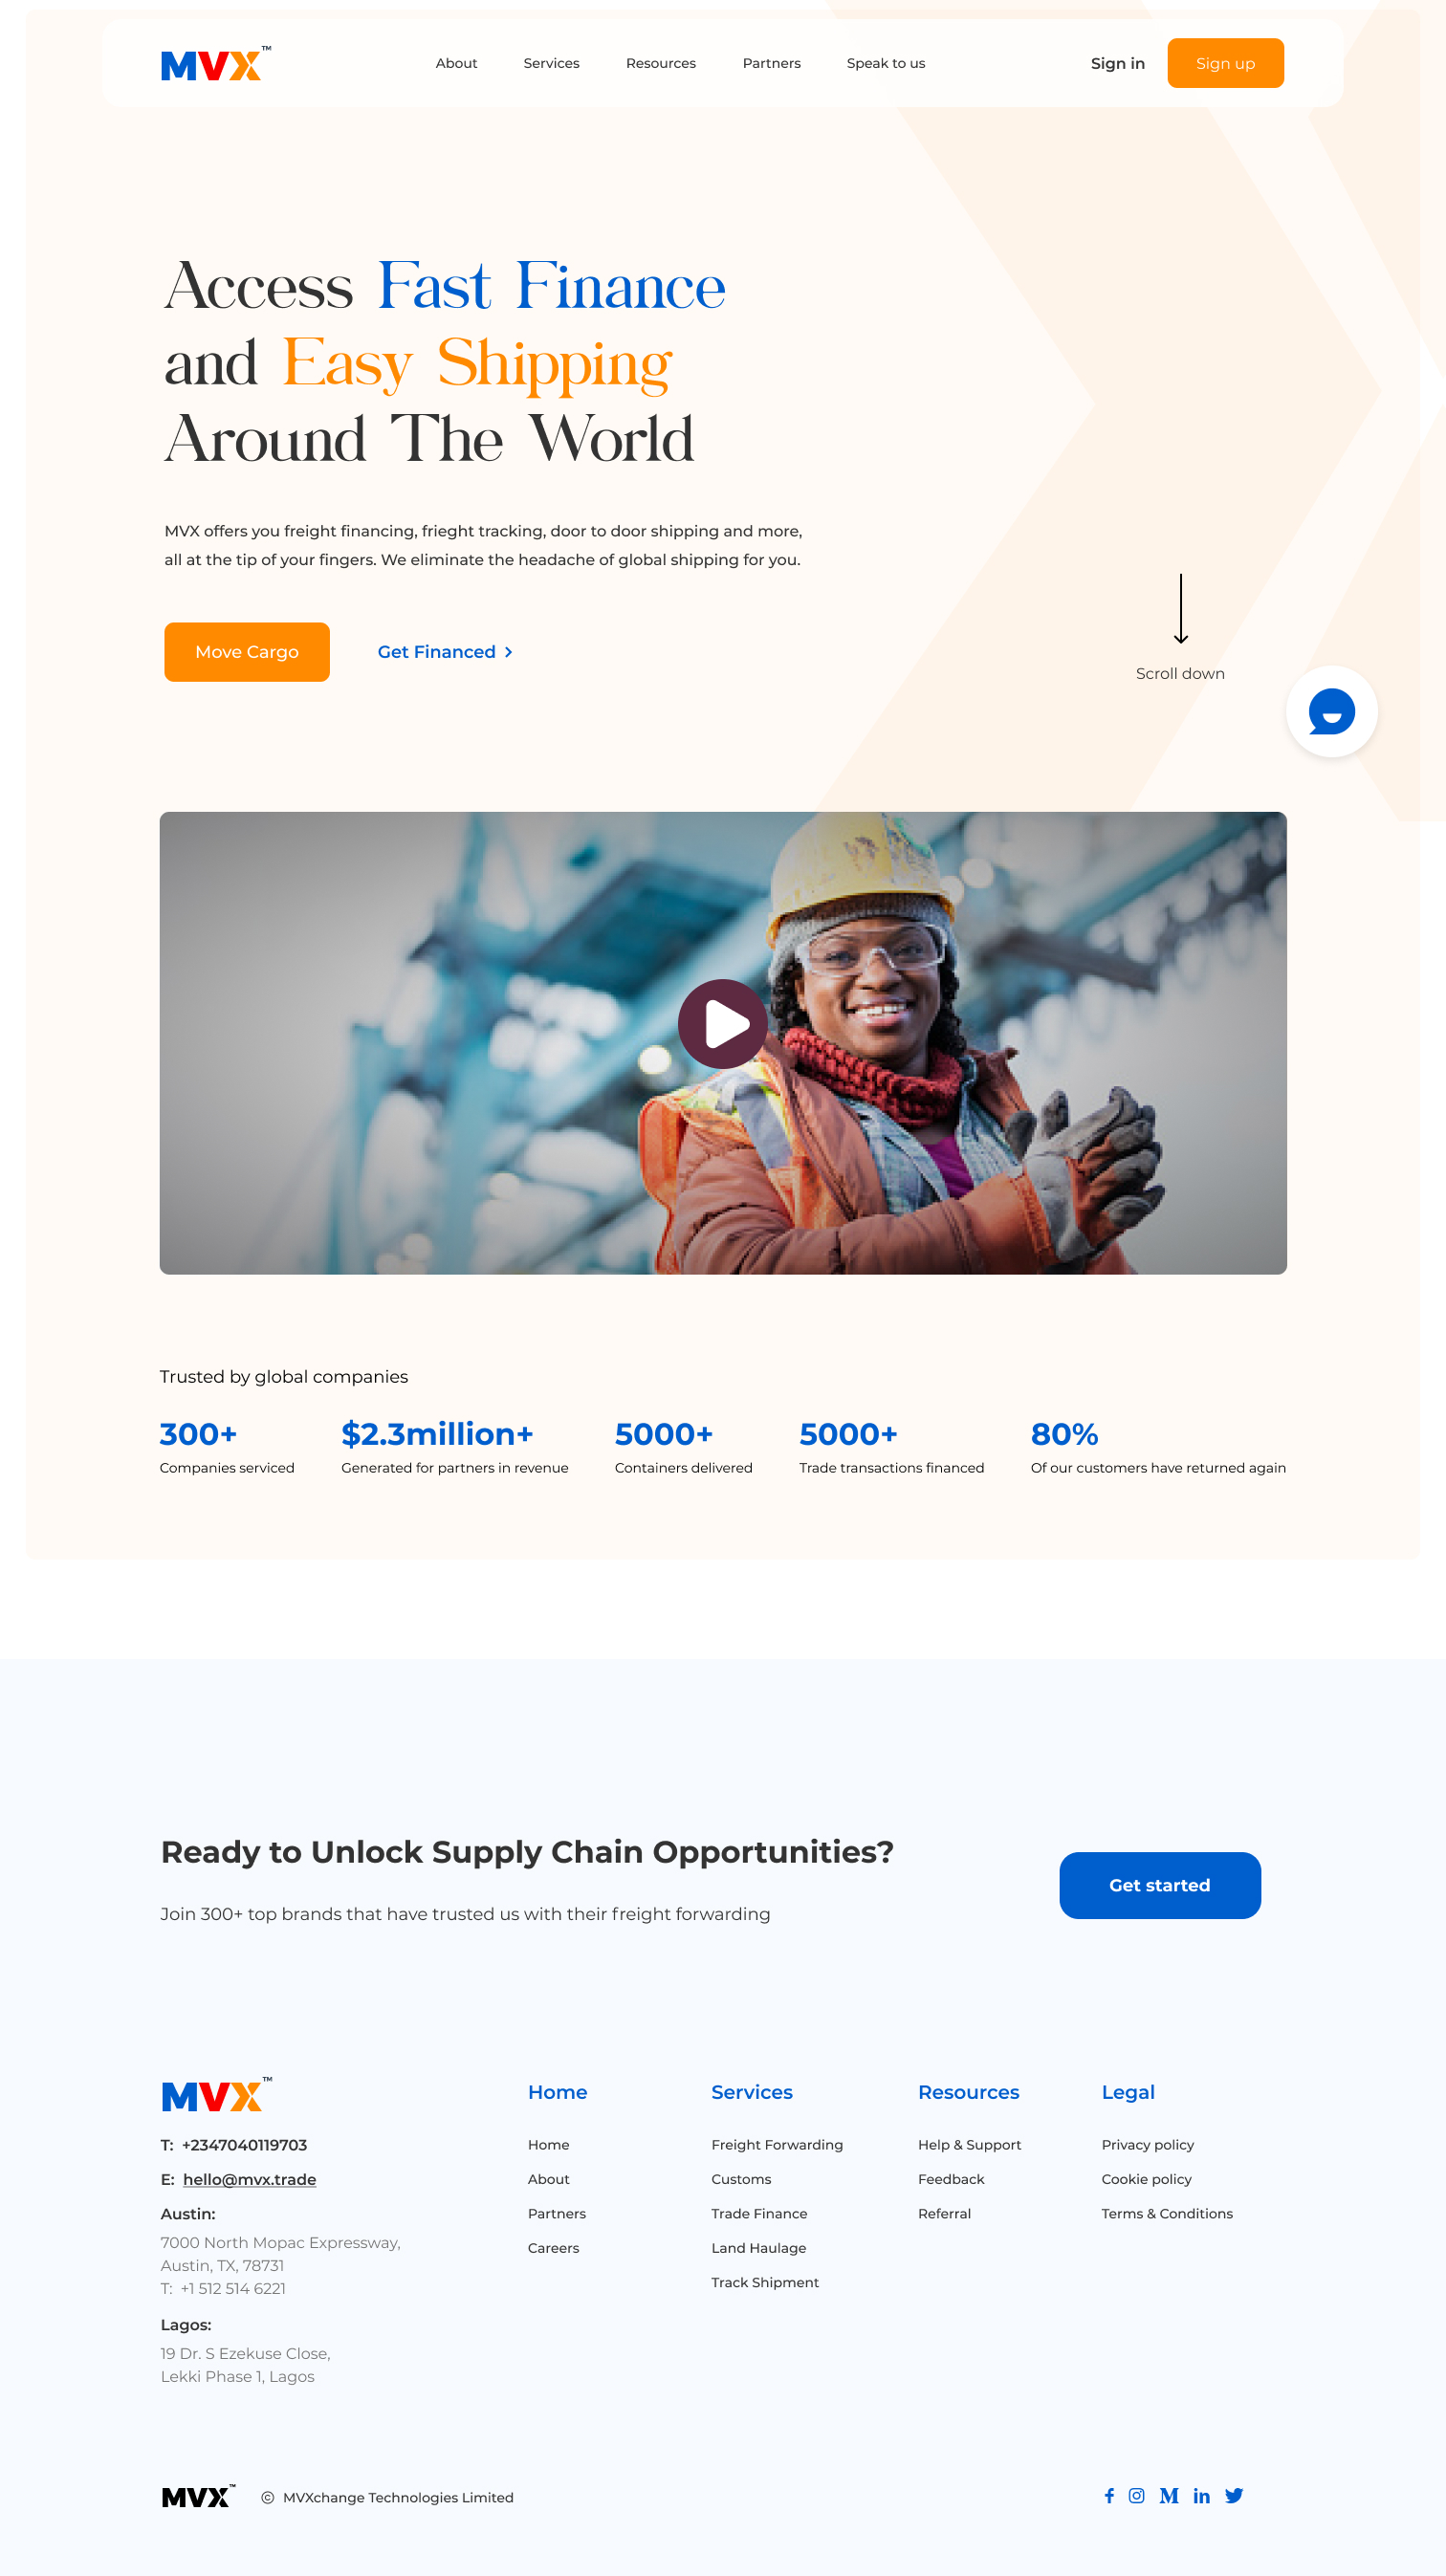 MVX™
About
Services
Resources
Partners
Speak to us
Sign in
Sign up
Access Fast Finance
and Easy Shipping
Around The World
MVX offers you freight financing, frieght tracking, door to door shipping and more,
all at the tip of your fingers. We eliminate the headache of global shipping for you.
Move Cargo
Get Financed
Scroll down
Trusted by global companies
300+
Companies serviced
$2.3million+
Generated for partners in revenue
5000+
Containers delivered
5000+
Trade transactions financed
80%
Of our customers have returned again
Ready to Unlock Supply Chain Opportunities?
Join 300+ top brands that have trusted us with their freight forwarding
Get started
MVX™
T: +2347040119703
E: hello@mvx.trade
Austin:
7000 North Mopac Expressway,
Austin, TX, 78731
T: +1 512 514 6221
Lagos:
19 Dr. S Ezekuse Close,
Lekki Phase 1, Lagos
Home
Home
About
Partners
Careers
Services
Freight Forwarding
Customs
Trade Finance
Land Haulage
Track Shipment
Resources
Help & Support
Feedback
Referral
Legal
Privacy policy
Cookie policy
Terms & Conditions
MVX™
© MVXchange Technologies Limited